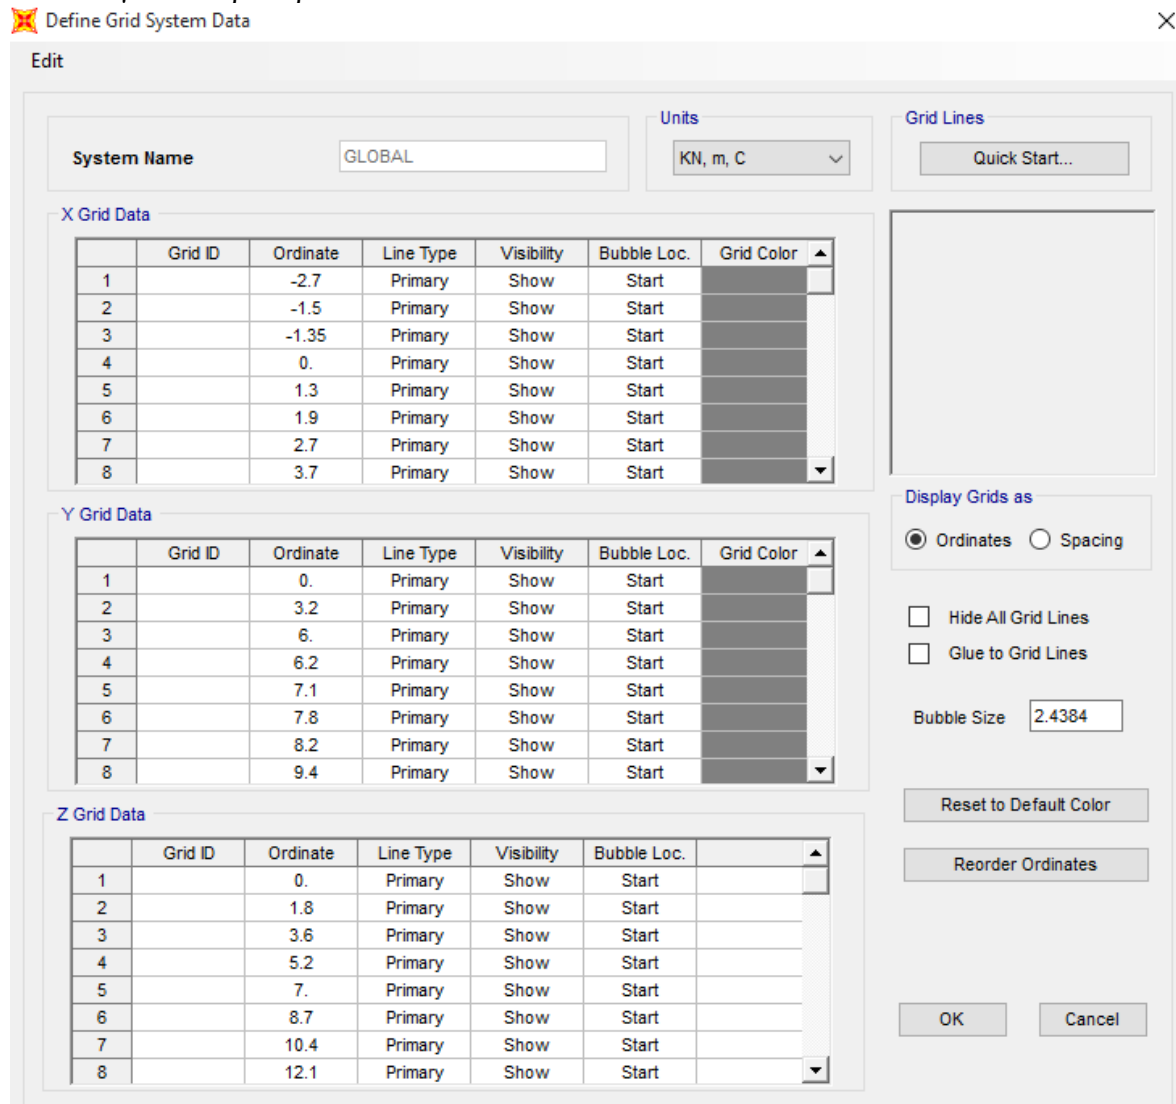 Define Grid System Data
Edit
System Name GLOBAL
Units
KN, m, C
Grid Lines
Quick Start...
X Grid Data
Grid ID Ordinate Line Type Visibility Bubble Loc. Grid Color
1 -2.7 Primary Show Start
2 -1.5 Primary Show Start
3 -1.35 Primary Show Start
4 0. Primary Show Start
5 1.3 Primary Show Start
6 1.9 Primary Show Start
7 2.7 Primary Show Start
8 3.7 Primary Show Start
Y Grid Data
Grid ID Ordinate Line Type Visibility Bubble Loc. Grid Color
1 0. Primary Show Start
2 3.2 Primary Show Start
3 6. Primary Show Start
4 6.2 Primary Show Start
5 7.1 Primary Show Start
6 7.8 Primary Show Start
7 8.2 Primary Show Start
8 9.4 Primary Show Start
Z Grid Data
Grid ID Ordinate Line Type Visibility Bubble Loc.
1 0. Primary Show Start
2 1.8 Primary Show Start
3 3.6 Primary Show Start
4 5.2 Primary Show Start
5 7. Primary Show Start
6 8.7 Primary Show Start
7 10.4 Primary Show Start
8 12.1 Primary Show Start
Display Grids as
Ordinates Spacing
Hide All Grid Lines
Glue to Grid Lines
Bubble Size 2.4384
Reset to Default Color
Reorder Ordinates
OK Cancel